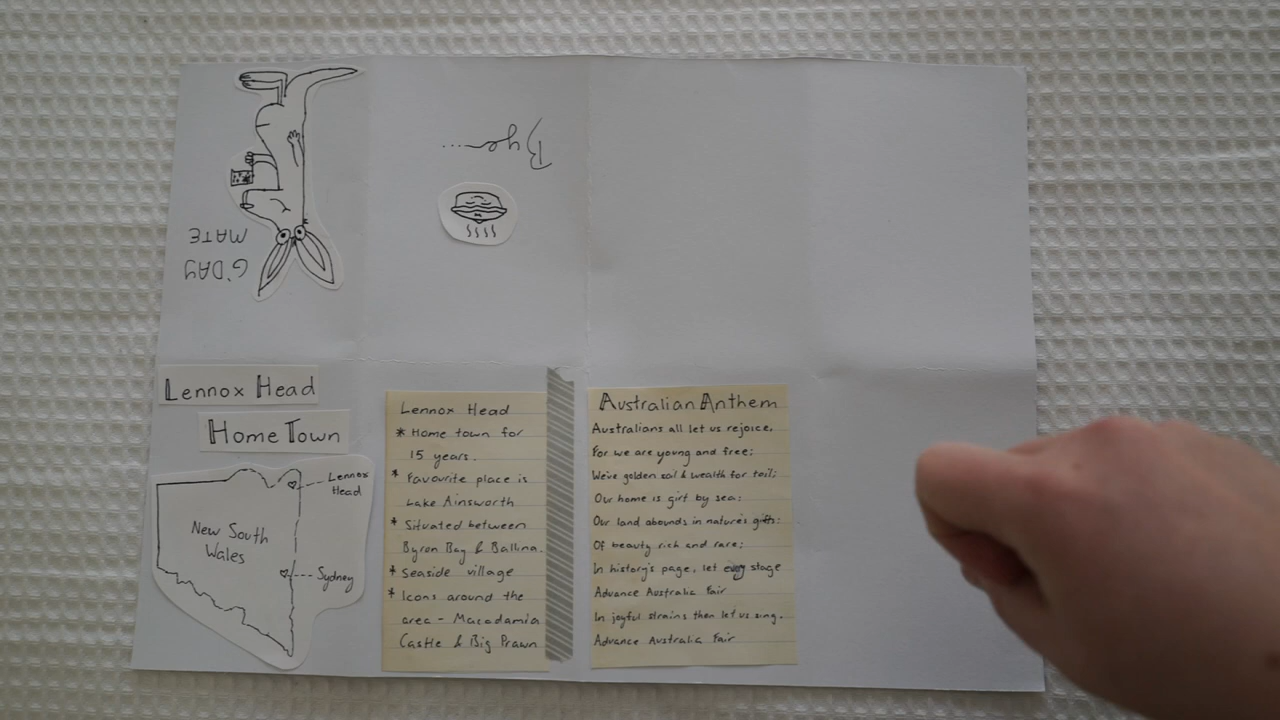 G'DAY
MATE
Bye....
Lennox Head
Home Town
Lennox
Head
New South
Wales
Sydney
Lennox Head
* Home town for
15 years.
* Favourite place is
Lake Ainsworth
* Situated between
Byron Bay & Ballina.
* Seaside village
* Icons around the
area - Macadamia
Castle & Big Prawn
Australian Anthem
Australians all let us rejoice,
For we are young and free;
We've golden soil & wealth for toil;
Our home is girt by sea:
Our land abounds in nature's gifts:
Of beauty rich and rare;
In history's page, let every stage
Advance Australia Fair
In joyful strains then let us sing.
Advance Australia Fair